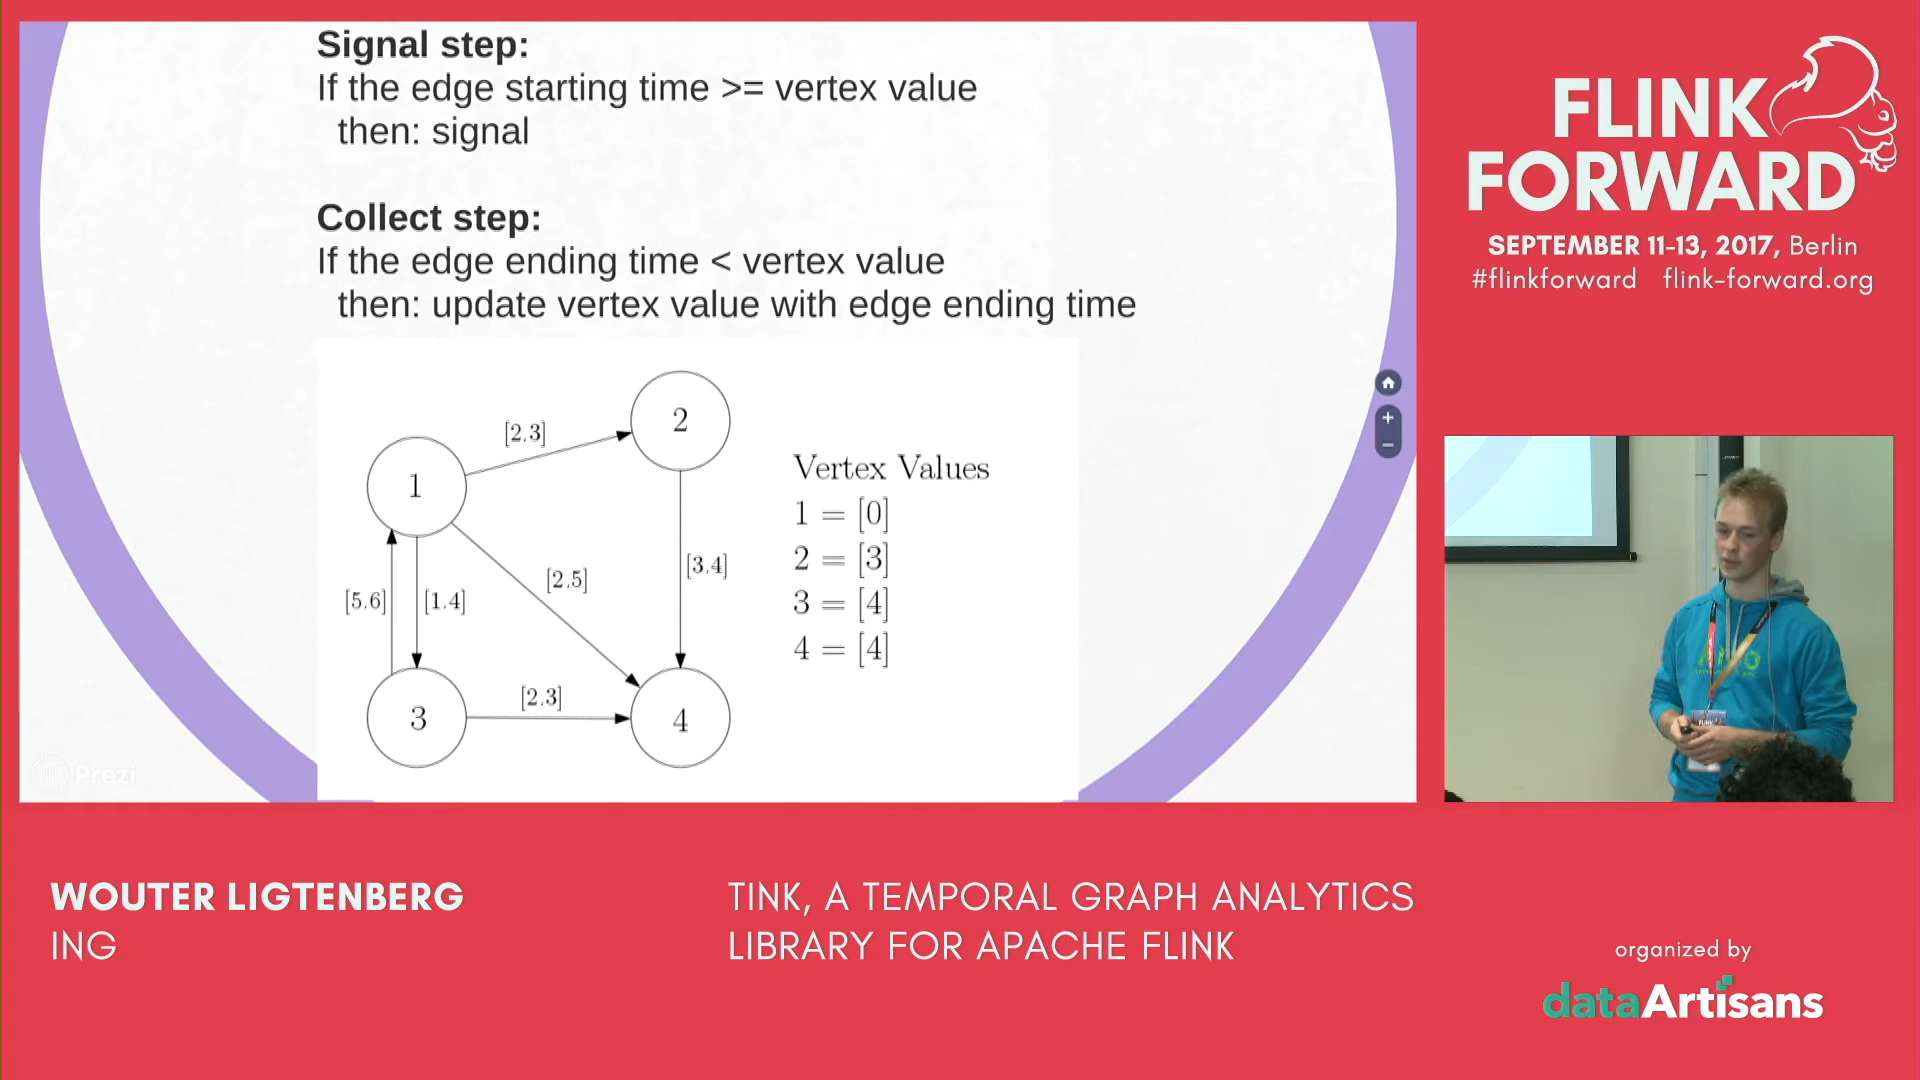 Signal step:
If the edge starting time >= vertex value
then: signal
Collect step:
If the edge ending time < vertex value
then: update vertex value with edge ending time
1
[2,3]
2
[5,6]
[1,4]
[2,5]
[3,4]
3
[2,3]
4
Vertex Values
1 = [0]
2 = [3]
3 = [4]
4 = [4]
Prezi
FLINK
FORWARD
SEPTEMBER 11-13, 2017, Berlin
#flinkforward flink-forward.org
WOUTER LIGTENBERG
ING
TINK, A TEMPORAL GRAPH ANALYTICS
LIBRARY FOR APACHE FLINK
organized by
dataArtisans